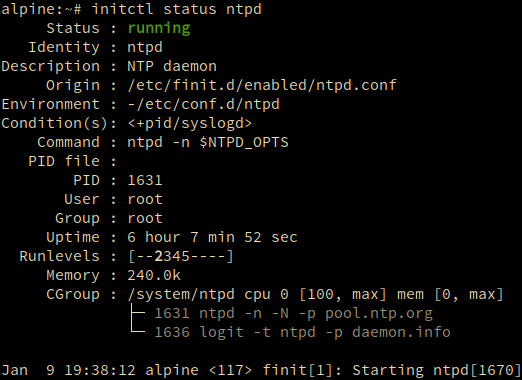 alpine:~# initctl status ntpd
Status : running
Identity : ntpd
Description : NTP daemon
Origin : /etc/finit.d/enabled/ntpd.conf
Environment : -/etc/conf.d/ntpd
Condition(s): <+pid/syslogd>
Command : ntpd -n $NTPD_OPTS
PID file :
PID : 1631
User : root
Group : root
Uptime : 6 hour 7 min 52 sec
Runlevels : [--2345----]
Memory : 240.0k
CGroup : /system/ntpd cpu 0 [100, max] mem [0, max]
├─ 1631 ntpd -n -N -p pool.ntp.org
└─ 1636 logit -t ntpd -p daemon.info
Jan  9 19:38:12 alpine <117> finit[1]: Starting ntpd[1670]